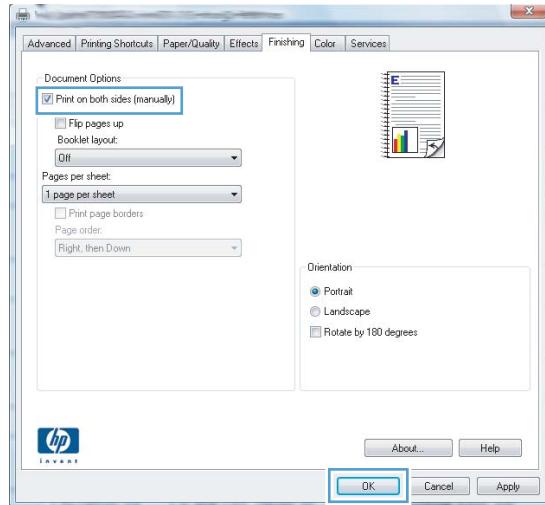 Advanced Printing Shortcuts Paper/Quality Effects Finishing Color Services
Document Options
Print on both sides (manually)
Flip pages up
Booklet layout:
Off
Pages per sheet:
1 page per sheet
Print page borders
Page order:
Right, then Down
E
Orientation
Portrait
Landscape
Rotate by 180 degrees
hp
invent
About... Help
OK Cancel Apply